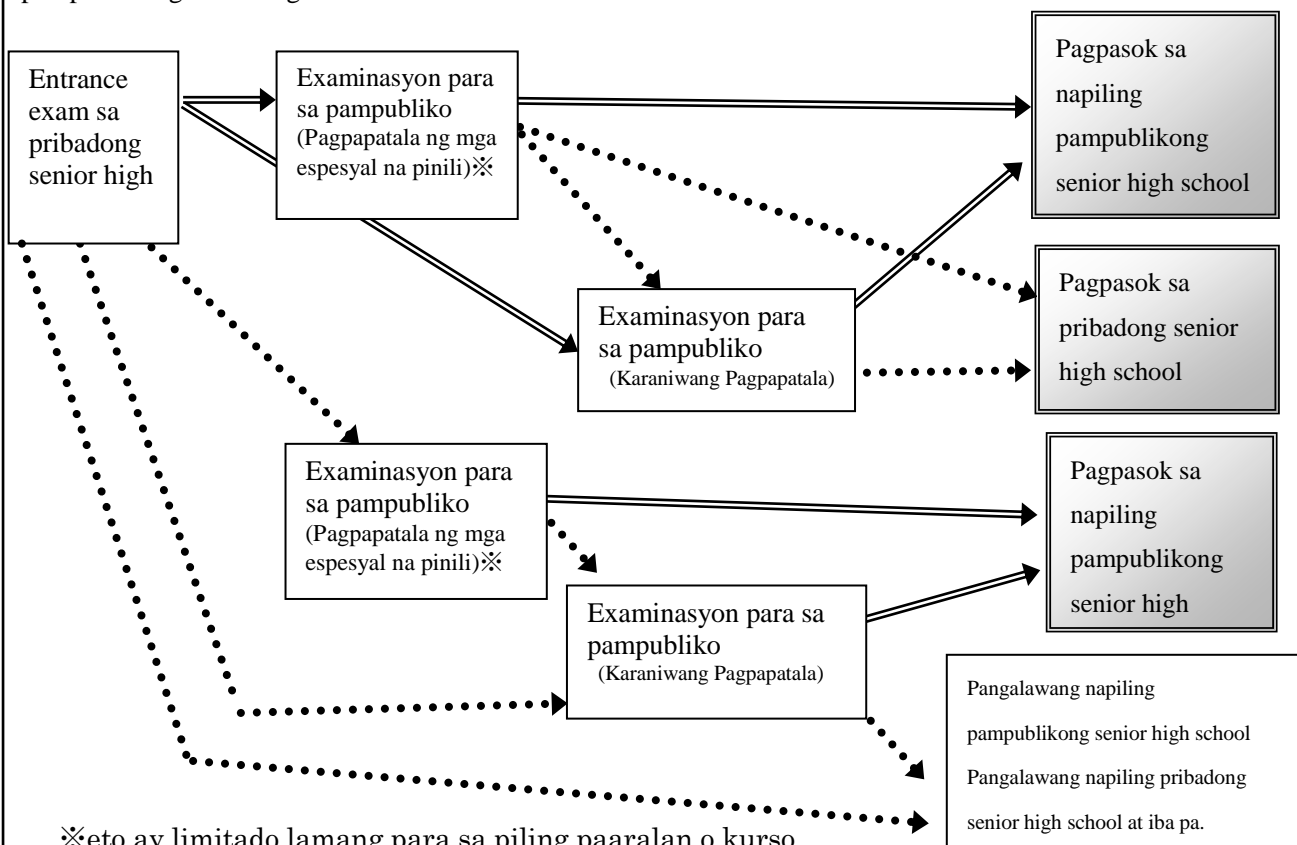 Entrance
exam sa
pribadong
senior high
Examinasyon para
sa pampubliko
(Pagpapatala ng mga
espesyal na pinili)※
Pagpasok sa
napiling
pampublikong
senior high school
Examinasyon para
sa pampubliko
(Karaniwang Pagpapatala)
Pagpasok sa
pribadong senior
high school
Examinasyon para
sa pampubliko
(Pagpapatala ng mga
espesyal na pinili)※
Pagpasok sa
napiling
pampublikong
senior high
Examinasyon para sa
pampubliko
(Karaniwang Pagpapatala)
Pangalawang napiling
pampublikong senior high school
Pangalawang napiling pribadong
senior high school at iba pa.
※eto ay limitado lamang para sa piling paaralan o kurso